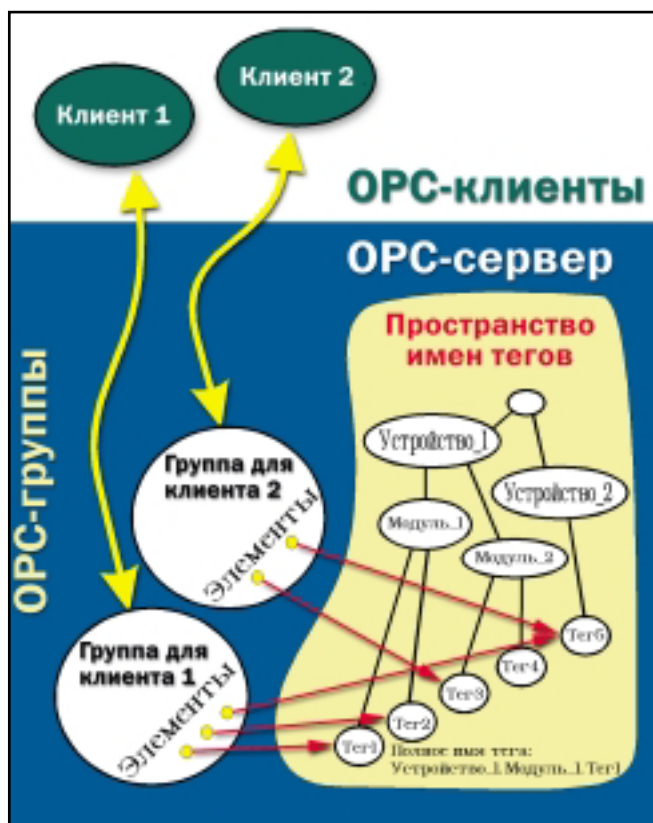 Клиент 1
Клиент 2
ОРС-клиенты
ОРС-сервер
ОРС-группы
Пространство
имен тегов
Устройство_1
Устройство_2
Модуль_1
Модуль_2
Группа для
клиента 2
Элементы
Группа для
клиента 1
Элементы
Тег5
Тег4
Тег3
Тег2
Тег1
Полное имя тега:
Устройство_1.Модуль_1.Тег1